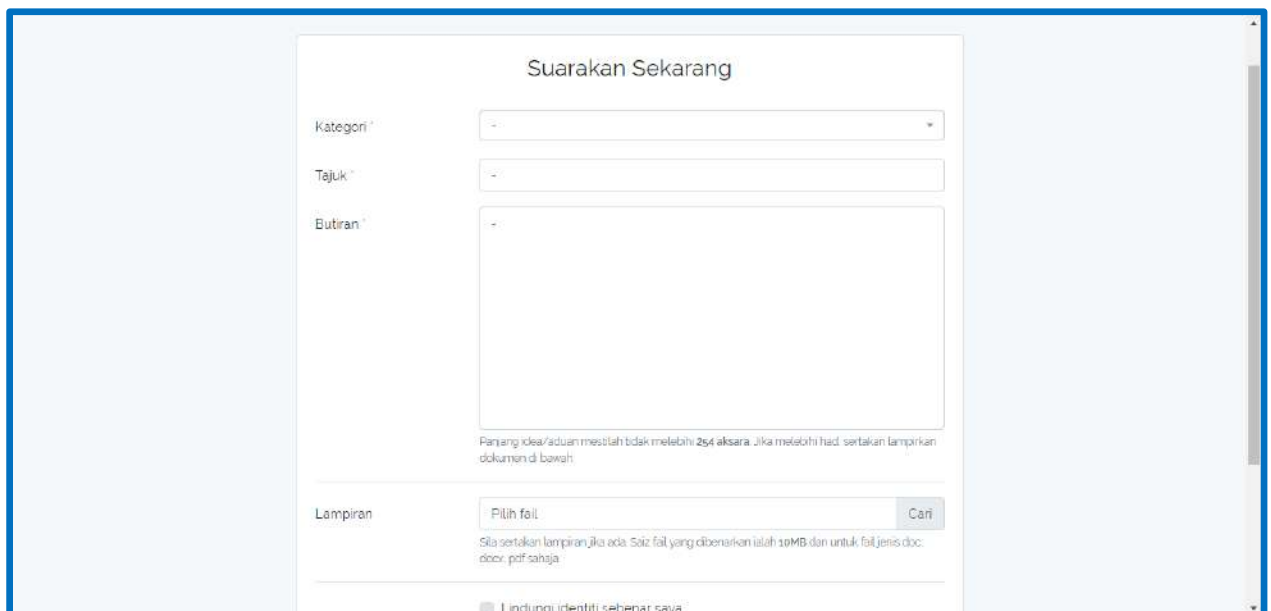 Suarakan Sekarang
Kategori *
-
Tajuk *
-
Butiran *
-
Panjang idea/aduan mestilah tidak melebihi 254 aksara. Jika melebihi had, sertakan lampirkan
dokumen di bawah
Lampiran
Pilih fail
Cari
Sila sertakan lampiran jika ada. Saiz fail yang dibenarkan ialah 10MB dan untuk fail jenis doc,
docx, pdf sahaja
Lindungi identiti sebenar saya